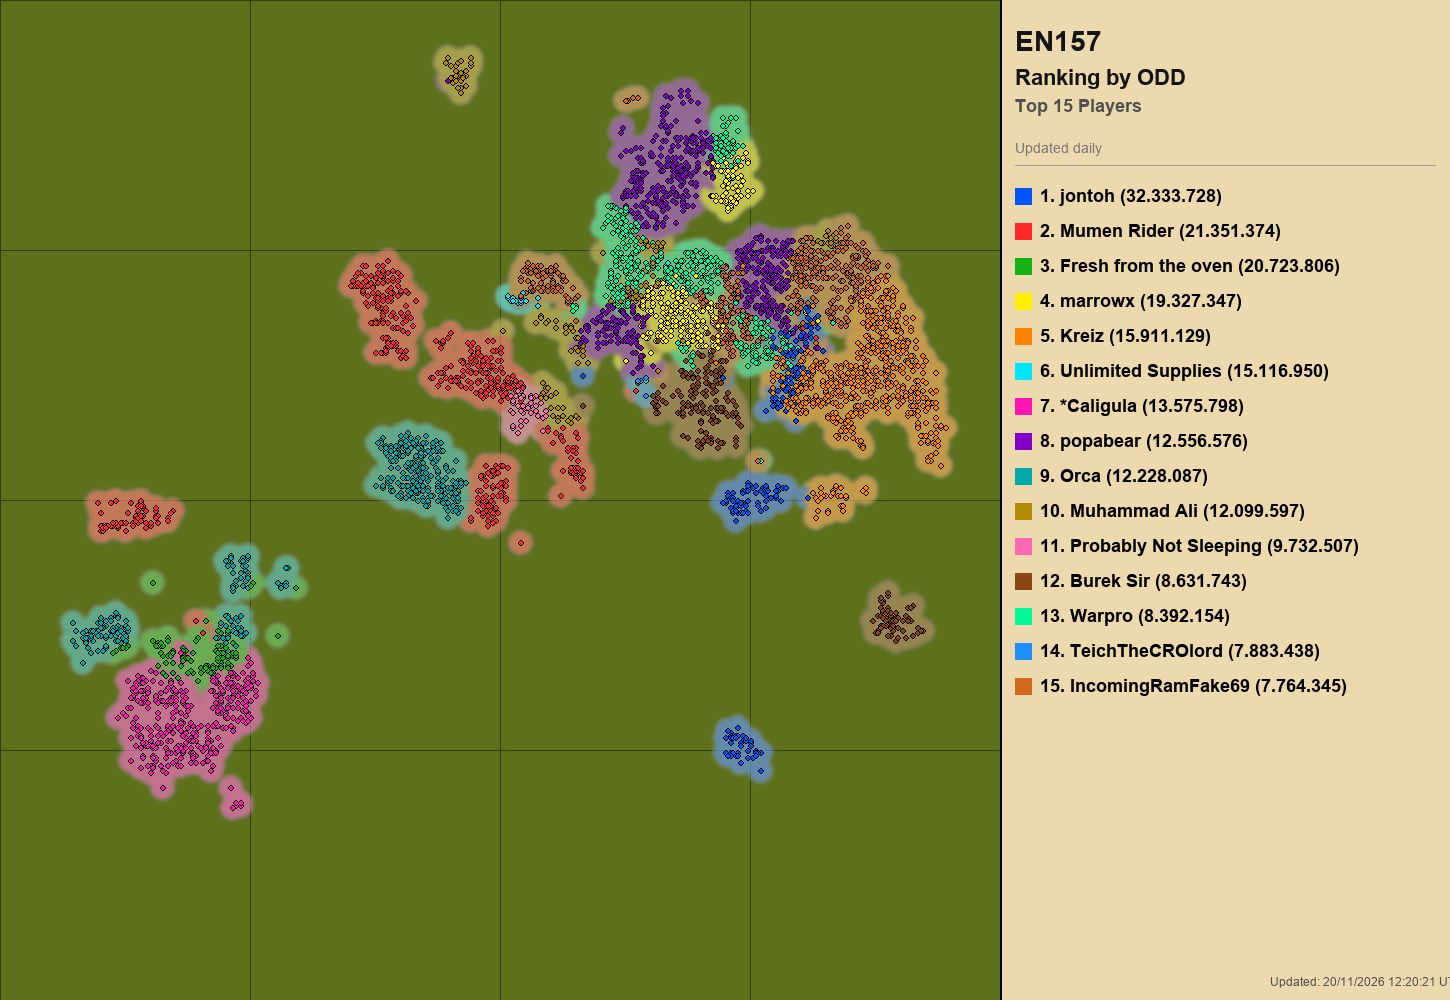 EN157
Ranking by ODD
Top 15 Players
Updated daily
1. jontoh (32.333.728)
2. Mumen Rider (21.351.374)
3. Fresh from the oven (20.723.806)
4. marrowx (19.327.347)
5. Kreiz (15.911.129)
6. Unlimited Supplies (15.116.950)
7. *Caligula (13.575.798)
8. popabear (12.556.576)
9. Orca (12.228.087)
10. Muhammad Ali (12.099.597)
11. Probably Not Sleeping (9.732.507)
12. Burek Sir (8.631.743)
13. Warpro (8.392.154)
14. TeichTheCROlord (7.883.438)
15. IncomingRamFake69 (7.764.345)
Updated: 20/11/2026 12:20:21 U